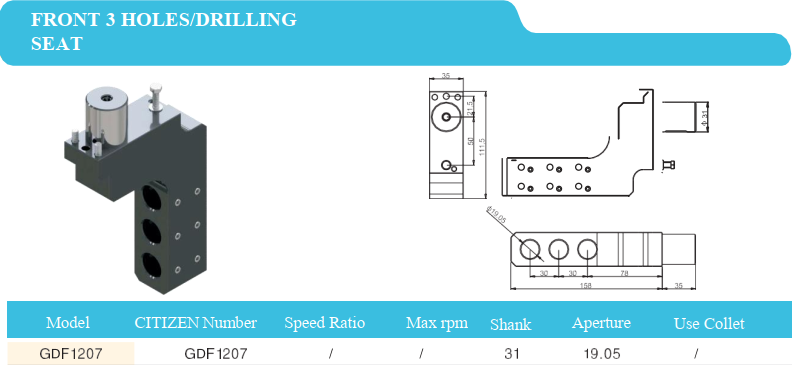 FRONT 3 HOLES/DRILLING
SEAT
35
21.5
50
111.5
Φ 31
Φ19.05
30 30 78
158 35
Model CITIZEN Number Speed Ratio Max rpm Shank Aperture Use Collet
GDF1207 GDF1207 / / 31 19.05 /